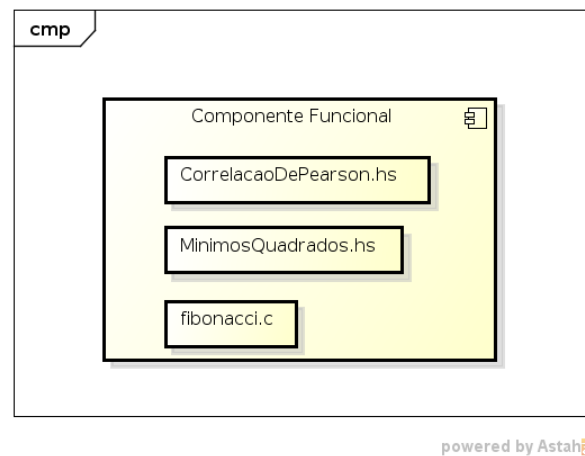 cmp
Componente Funcional
CorrelacaoDePearson.hs
MinimosQuadrados.hs
fibonacci.c
powered by Astah